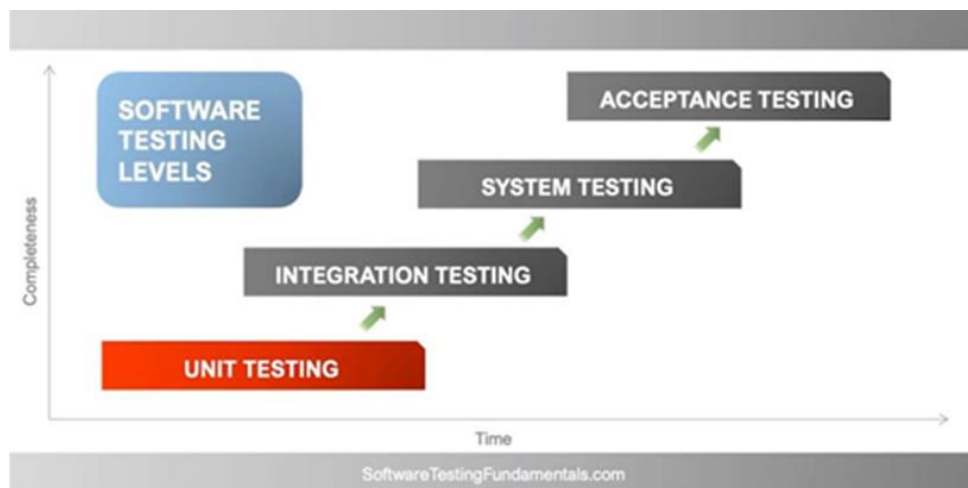 SOFTWARE
TESTING
LEVELS
ACCEPTANCE TESTING
SYSTEM TESTING
INTEGRATION TESTING
UNIT TESTING
Completeness
Time
SoftwareTestingFundamentals.com